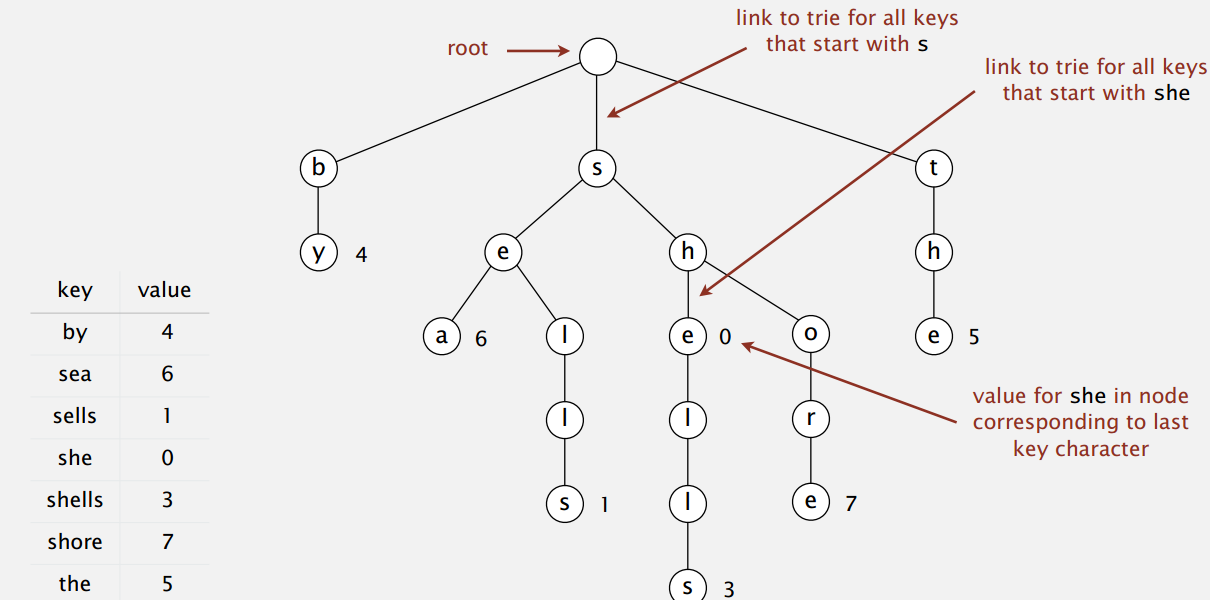 link to trie for all keys
that start with s
root
link to trie for all keys
that start with she
b
s
t
y 4
e
h
h
key value
by 4
sea 6
sells 1
she 0
shells 3
shore 7
the 5
a 6
l
e 0
o
e 5
value for she in node
corresponding to last
key character
l
l
r
s 1
l
e 7
s 3